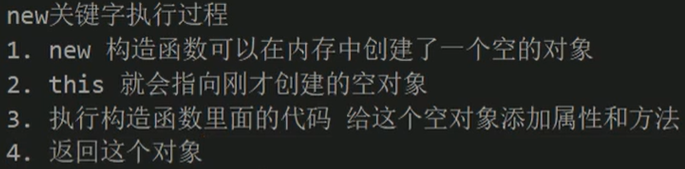 new关键字执行过程
1. new 构造函数可以在内存中创建了一个空的对象
2. this 就会指向刚才创建的空对象
3. 执行构造函数里面的代码 给这个空对象添加属性和方法
4. 返回这个对象